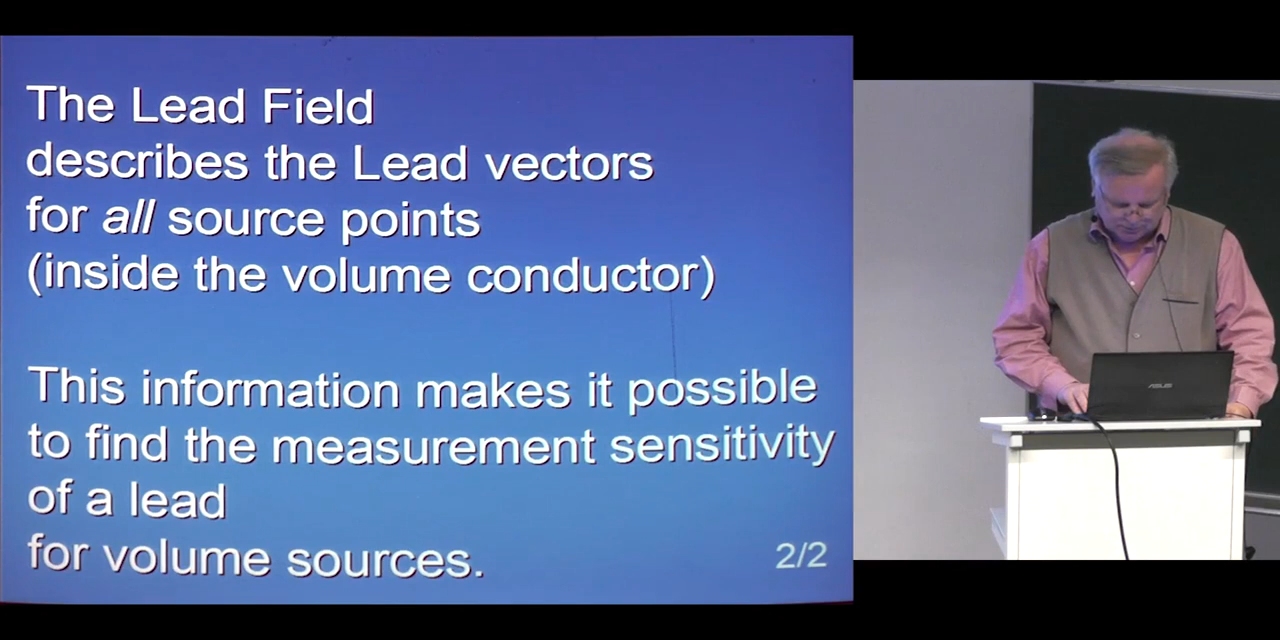 The Lead Field
describes the Lead vectors
for all source points
(inside the volume conductor)
This information makes it possible
to find the measurement sensitivity
of a lead
for volume sources.
2/2
ASUS